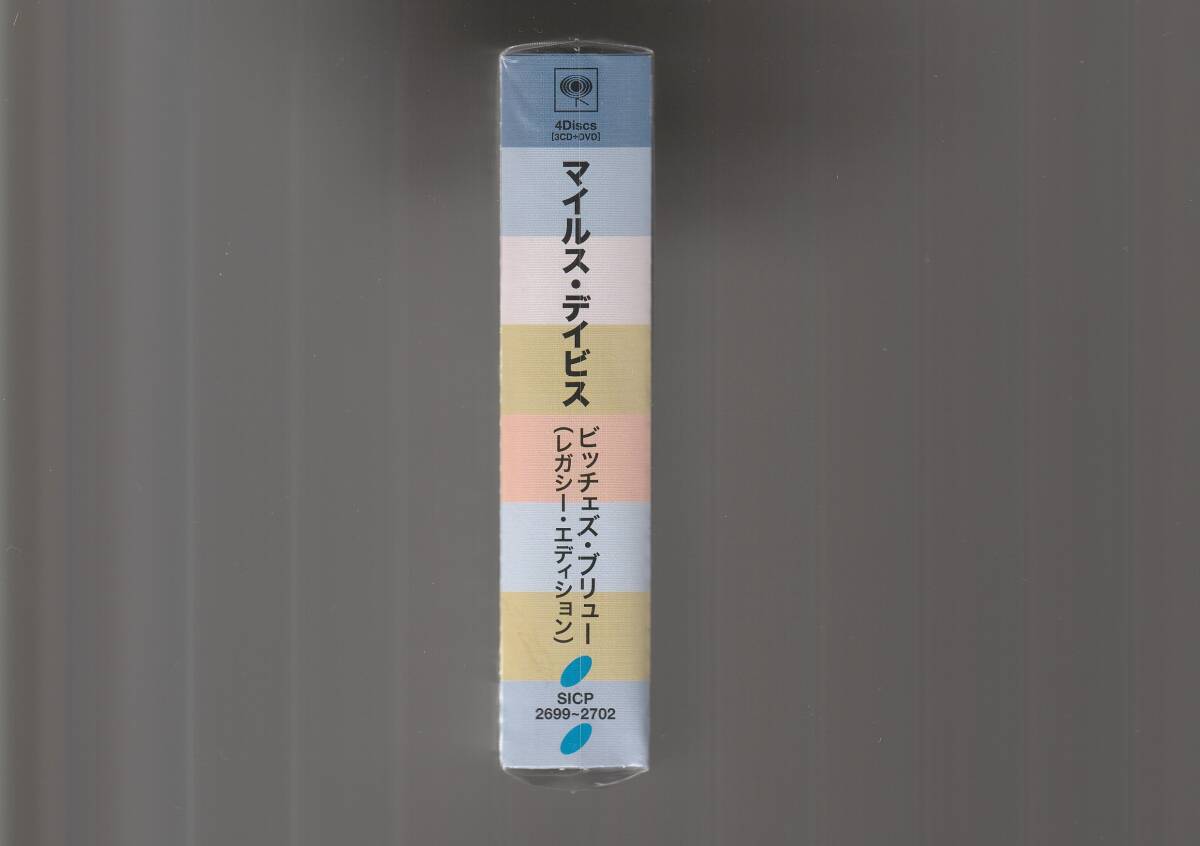 4Discs
[3CD+DVD]
マイルス・デイビス
ビッチェズ・ブリュー
(レガシー・エディション)
SICP
2699~2702